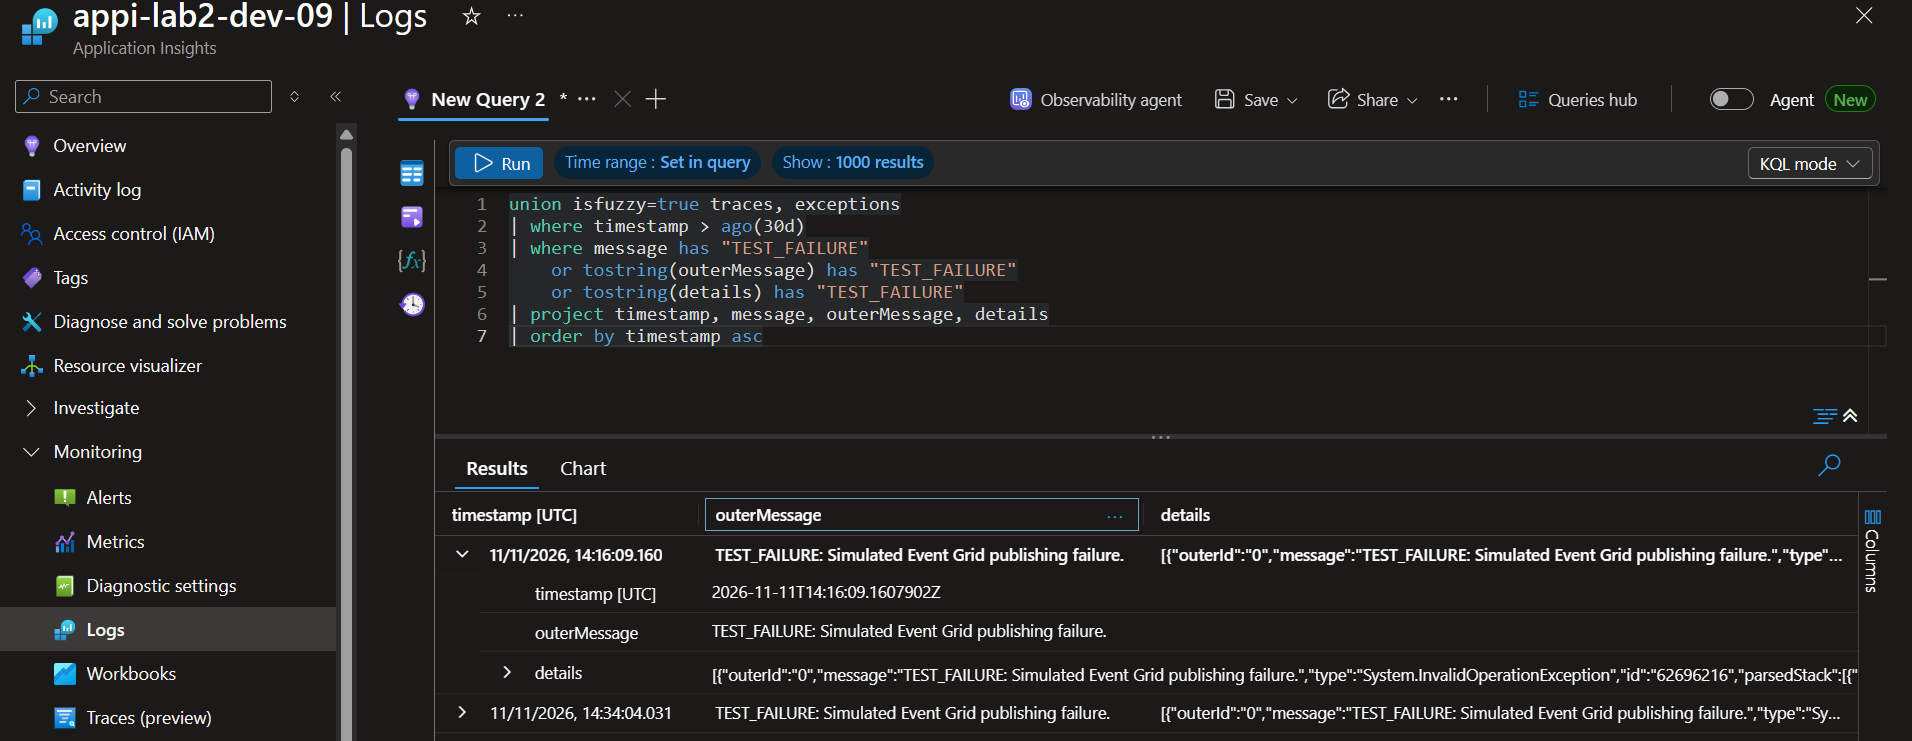 appi-lab2-dev-09 | Logs
Application Insights
Search
Overview
Activity log
Access control (IAM)
Tags
Diagnose and solve problems
Resource visualizer
Investigate
Monitoring
Alerts
Metrics
Diagnostic settings
Logs
Workbooks
Traces (preview)
New Query 2 *
Observability agent
Save
Share
Queries hub
Agent
New
Run
Time range : Set in query
Show : 1000 results
KQL mode
1 union isfuzzy=true traces, exceptions
2 | where timestamp > ago(30d)
3 | where message has "TEST_FAILURE"
4 or tostring(outerMessage) has "TEST_FAILURE"
5 or tostring(details) has "TEST_FAILURE"
6 | project timestamp, message, outerMessage, details
7 | order by timestamp asc
{fx}
Results
Chart
timestamp [UTC] outerMessage ... details
11/11/2026, 14:16:09.160 TEST_FAILURE: Simulated Event Grid publishing failure. [{"outerId":"0","message":"TEST_FAILURE: Simulated Event Grid publishing failure.","type"...
timestamp [UTC] 2026-11-11T14:16:09.1607902Z
outerMessage TEST_FAILURE: Simulated Event Grid publishing failure.
details [{"outerId":"0","message":"TEST_FAILURE: Simulated Event Grid publishing failure.","type":"System.InvalidOperationException","id":"62696216","parsedStack":[{"
11/11/2026, 14:34:04.031 TEST_FAILURE: Simulated Event Grid publishing failure. [{"outerId":"0","message":"TEST_FAILURE: Simulated Event Grid publishing failure.","type":"Sy...
Columns